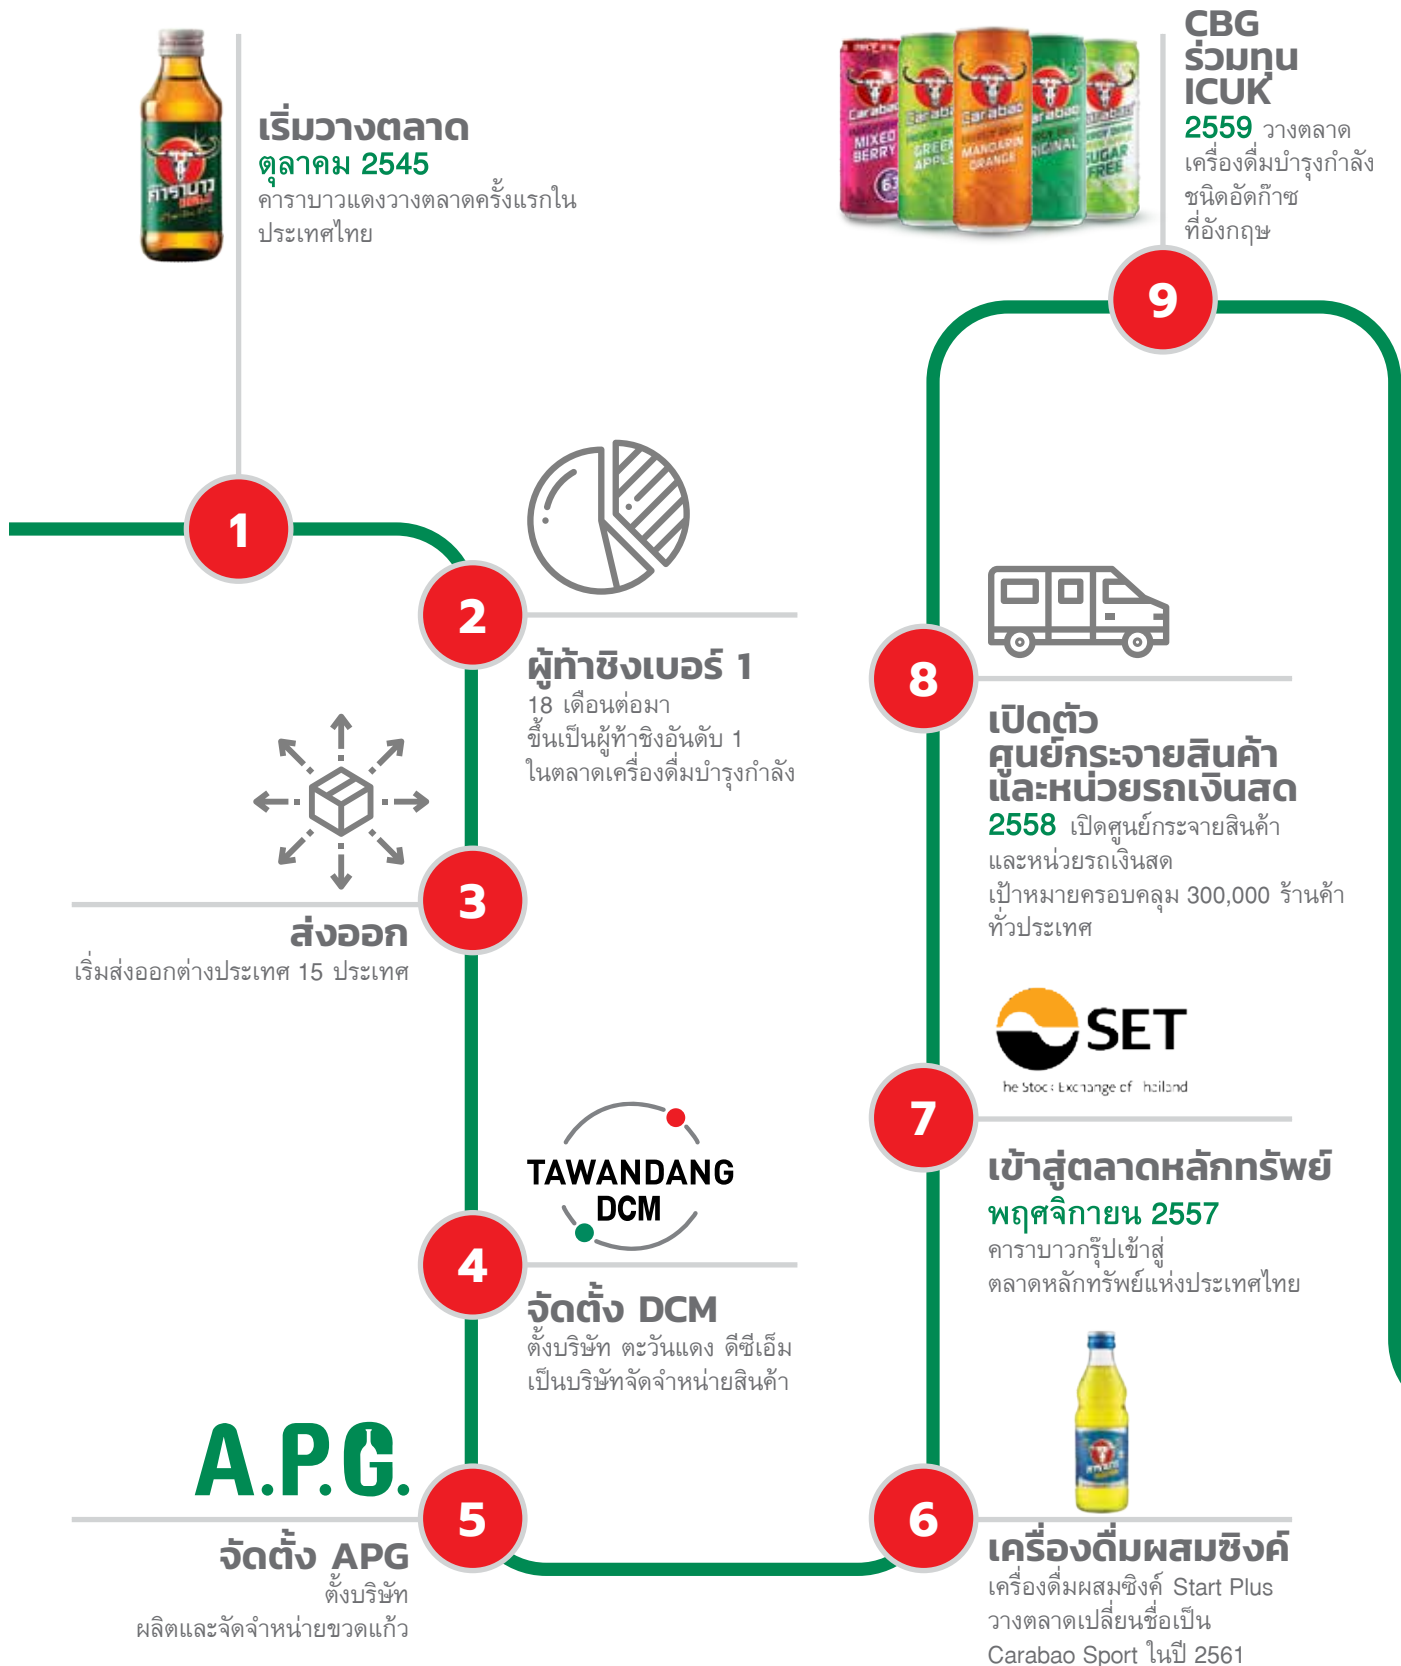 เริ่มวางตลาด
ตุลาคม 2545
คาราบาวแดงวางตลาดครั้งแรกใน
ประเทศไทย
คาราบาว
1
2
ผู้ท้าชิงเบอร์ 1
18 เดือนต่อมา
ขึ้นเป็นผู้ท้าชิงอันดับ 1
ในตลาดเครื่องดื่มบำรุงกำลัง
3
ส่งออก
เริ่มส่งออกต่างประเทศ 15 ประเทศ
TAWANDANG
DCM
4
จัดตั้ง DCM
ตั้งบริษัท ตะวันแดง ดีซีเอ็ม
เป็นบริษัทจัดจำหน่ายสินค้า
A.P.G.
5
จัดตั้ง APG
ตั้งบริษัท
ผลิตและจัดจำหน่ายขวดแก้ว
6
เครื่องดื่มผสมซิงค์
เครื่องดื่มผสมซิงค์ Start Plus
วางตลาดเปลี่ยนชื่อเป็น
Carabao Sport ในปี 2561
SET
The Stock Exchange of Thailand
7
เข้าสู่ตลาดหลักทรัพย์
พฤศจิกายน 2557
คาราบาวกรุ๊ปเข้าสู่
ตลาดหลักทรัพย์แห่งประเทศไทย
8
เปิดตัว
ศูนย์กระจายสินค้า
และหน่วยรถเงินสด
2558 เปิดศูนย์กระจายสินค้า
และหน่วยรถเงินสด
เป้าหมายครอบคลุม 300,000 ร้านค้า
ทั่วประเทศ
CBG
ร่วมทุน
ICUK
2559 วางตลาด
เครื่องดื่มบำรุงกำลัง
ชนิดอัดก๊าซ
ที่อังกฤษ
9
Carabao
MIXED
BERRY
63
GREEN
APPLE
Carabao
MANDARIN
ORANGE
ORIGINAL
SUGAR
FREE